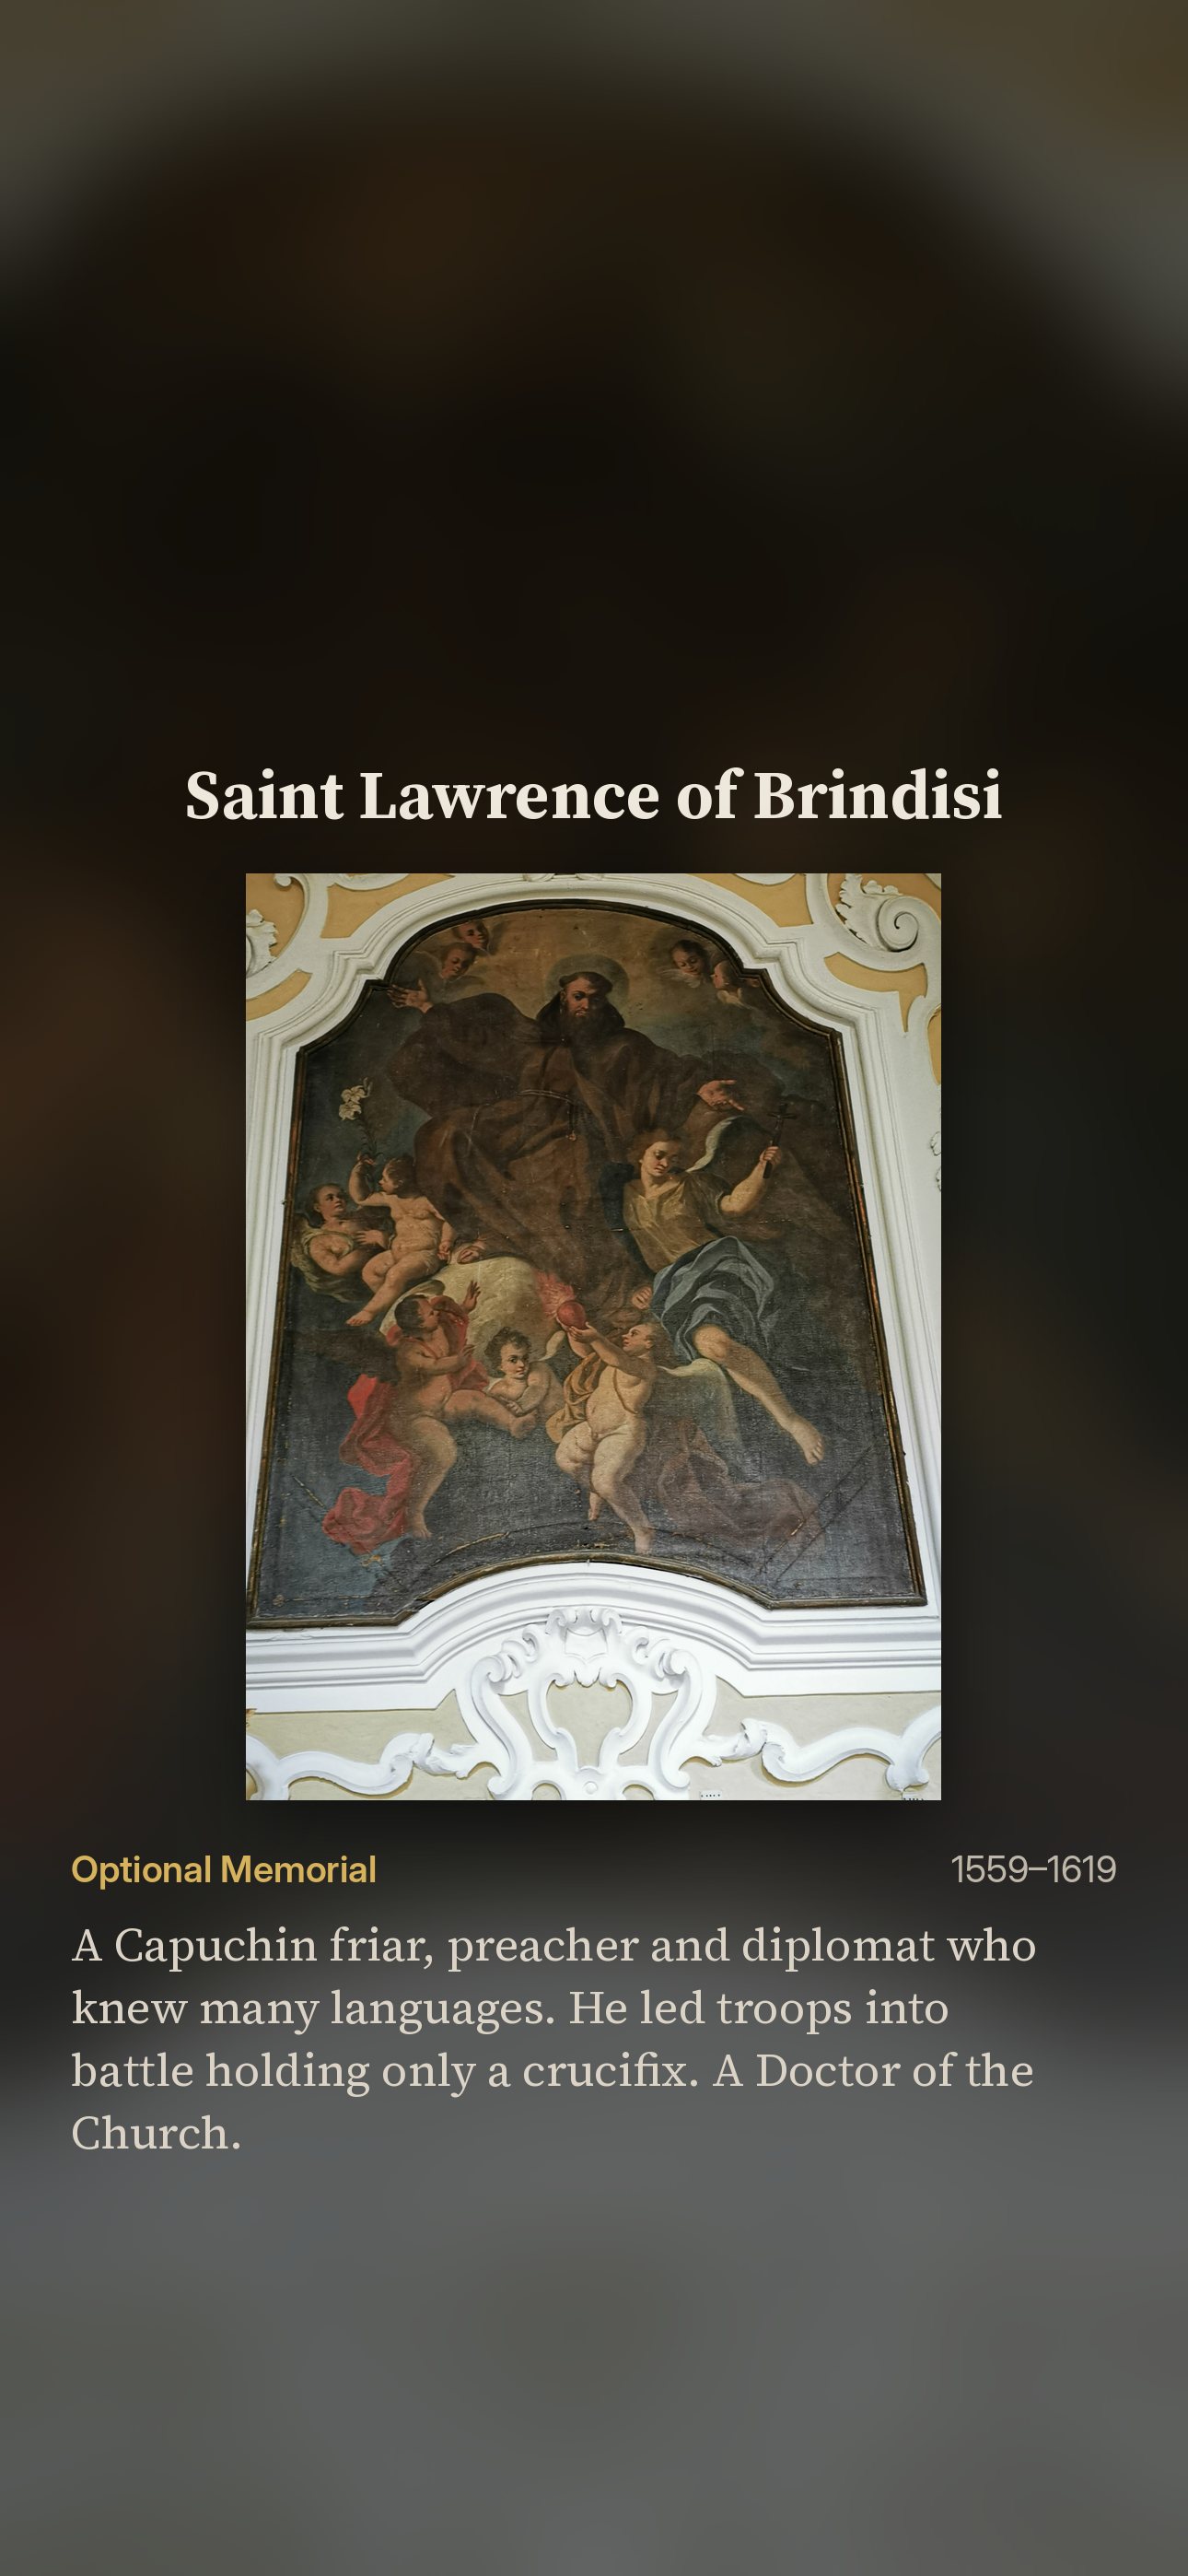 Saint Lawrence of Brindisi
Optional Memorial
1559–1619
A Capuchin friar, preacher and diplomat who
knew many languages. He led troops into
battle holding only a crucifix. A Doctor of the
Church.